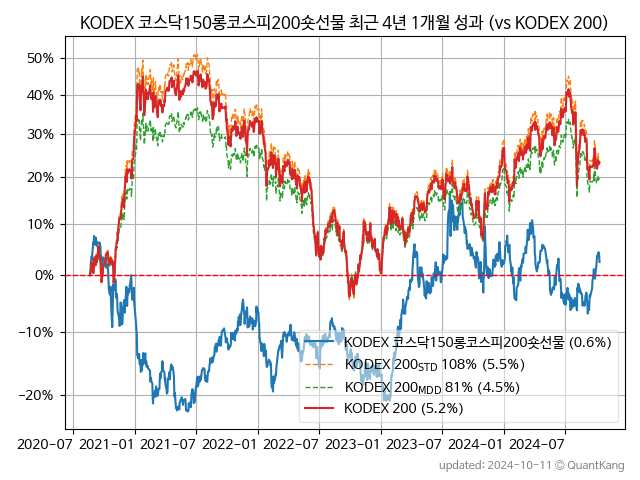 KODEX 코스닥150롱코스피200숏선물 최근 4년 1개월 성과 (vs KODEX 200)
50%
40%
30%
20%
10%
0%
-10%
-20%
KODEX 코스닥150롱코스피200숏선물 (0.6%)
KODEX 200STD 108% (5.5%)
KODEX 200MDD 81% (4.5%)
KODEX 200 (5.2%)
2020-07 2021-01 2021-07 2022-01 2022-07 2023-01 2023-07 2024-01 2024-07
updated: 2024-10-11 © QuantKang